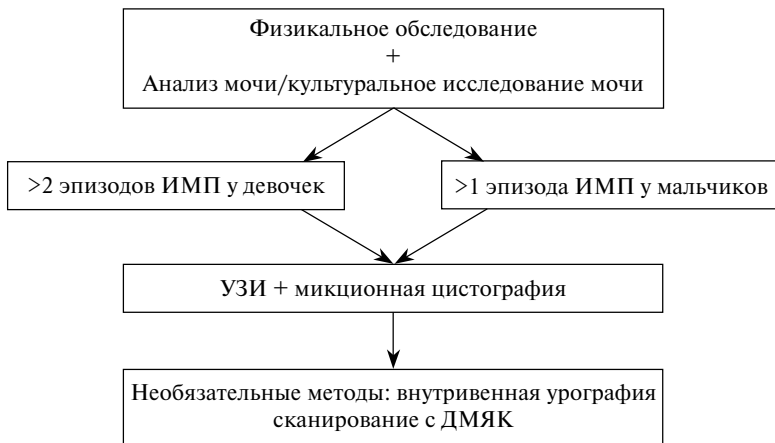 Физикальное обследование
+
Анализ мочи/культуральное исследование мочи
>2 эпизодов ИМП у девочек
>1 эпизода ИМП у мальчиков
УЗИ + микционная цистография
Необязательные методы: внутривенная урография
сканирование с ДМЯК